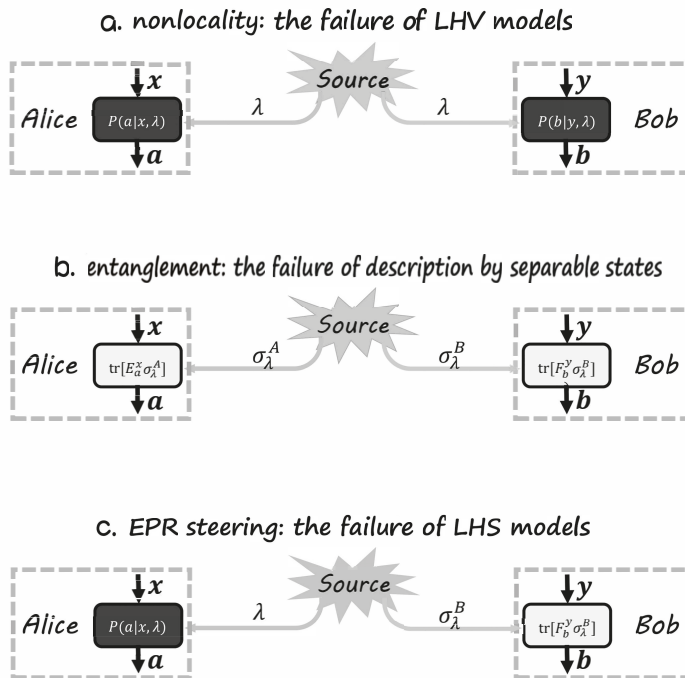 a. nonlocality: the failure of LHV models
x Source y
Alice P(a|x, λ) λ λ P(b|y, λ) Bob
a b
b. entanglement: the failure of description by separable states
x Source y
Alice tr[E_a^x σ_λ^A] σ_λ^A σ_λ^B tr[F_b^y σ_λ^B] Bob
a b
c. EPR steering: the failure of LHS models
x Source y
Alice P(a|x, λ) λ σ_λ^B tr[F_b^y σ_λ^B] Bob
a b